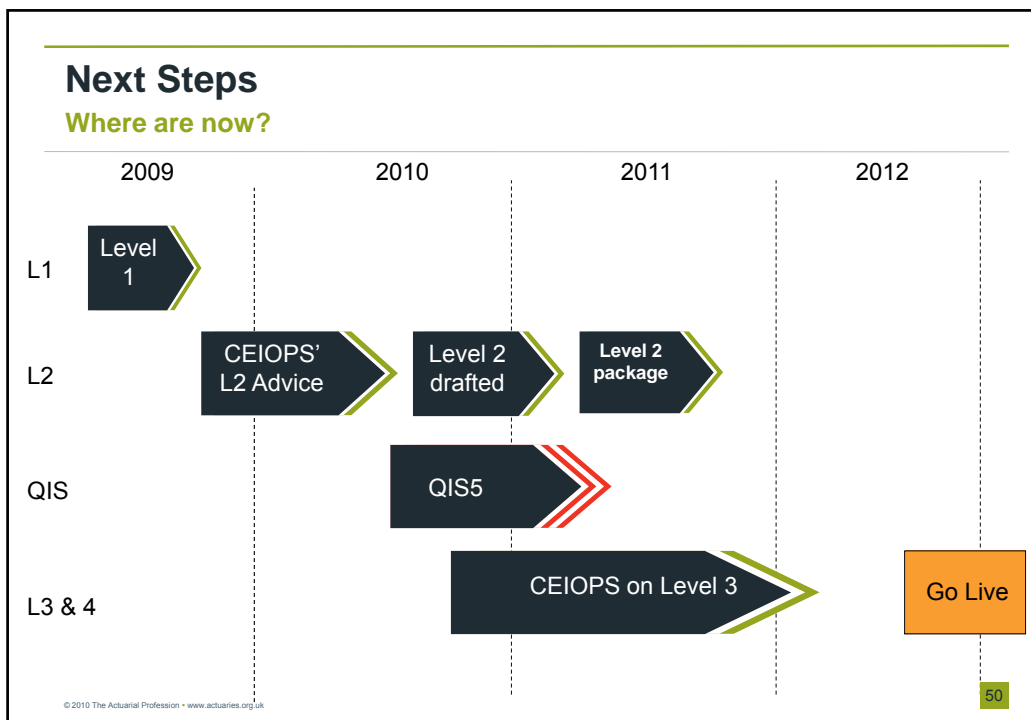 Next Steps
Where are now?
2009 2010 2011 2012
L1
Level
1
L2
CEIOPS'
L2 Advice
Level 2
drafted
Level 2
package
QIS
QIS5
L3 & 4
CEIOPS on Level 3
Go Live
© 2010 The Actuarial Profession • www.actuaries.org.uk
50